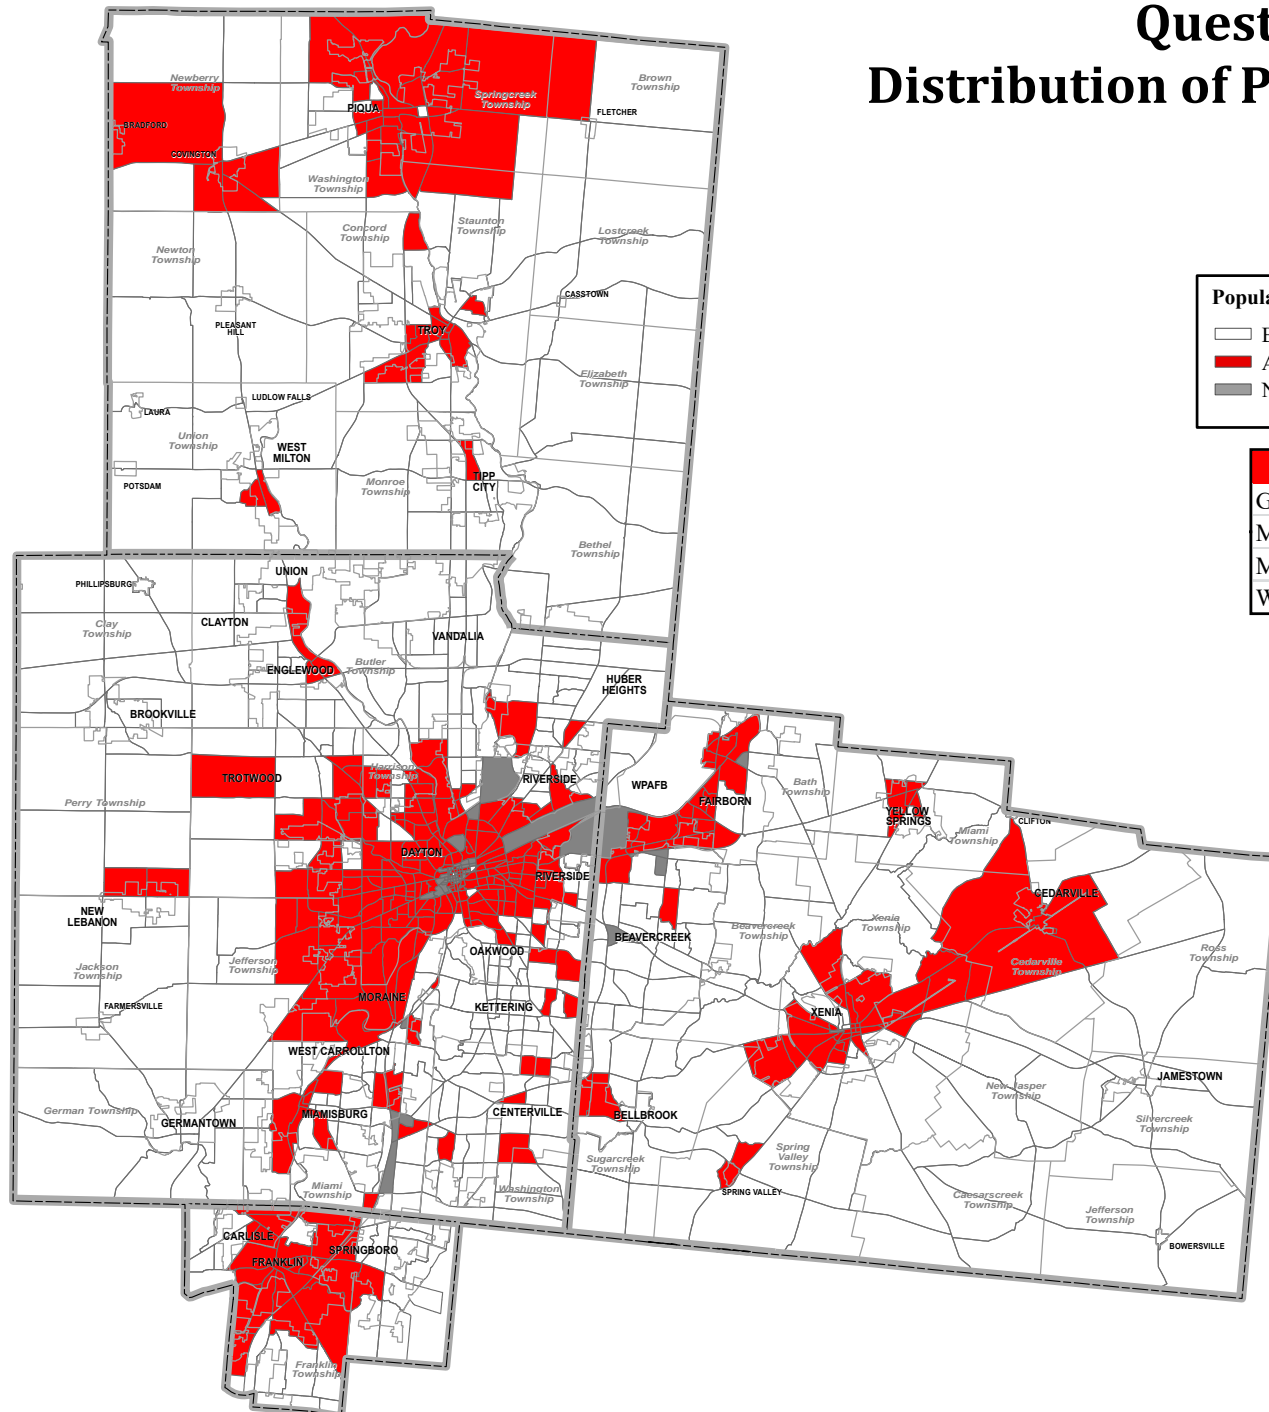 Quest
Distribution of P
Popula
B
A
N
G
M
M
W
Newberry
Township
Brown
Township
Springcreek
Township
PIQUA
FLETCHER
BRADFORD
COVINGTON
Washington
Township
Concord
Township
Staunton
Township
Lostcreek
Township
Newton
Township
CASSTOWN
PLEASANT
HILL
TROY
Elizabeth
Township
LUDLOW FALLS
LAURA
Union
Township
WEST
MILTON
POTSDAM
Monroe
Township
TIPP
CITY
Bethel
Township
UNION
PHILLIPSBURG
Clay
Township
CLAYTON
VANDALIA
ENGLEWOOD
Butler
Township
HUBER
HEIGHTS
BROOKVILLE
TROTWOOD
Harrison
Township
RIVERSIDE
WPAFB
Bath
Township
Perry Township
FAIRBORN
YELLOW
SPRINGS
CLIFTON
Miami
Township
DAYTON
RIVERSIDE
CEDARVILLE
NEW
LEBANON
OAKWOOD
BEAVERCREEK
Beavercreek
Township
Xenia
Township
Ross
Township
Jackson
Township
Jefferson
Township
Cedarville
Township
MORAINE
FARMERSVILLE
KETTERING
XENIA
WEST CARROLLTON
JAMESTOWN
New Jasper
Township
German Township
GERMANTOWN
MIAMISBURG
CENTERVILLE
BELLBROOK
Silvercreek
Township
Spring
Valley
Township
Sugarcreek
Township
Miami
Township
Washington
Township
SPRING VALLEY
Caesarscreek
Township
Jefferson
Township
CARLISLE
SPRINGBORO
FRANKLIN
BOWERSVILLE
Franklin
Township